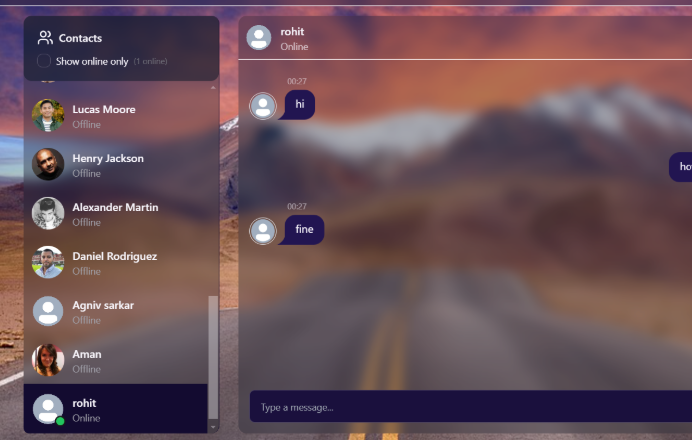 Contacts
Show online only (1 online)
Lucas Moore
Offline
Henry Jackson
Offline
Alexander Martin
Offline
Daniel Rodriguez
Offline
Agniv sarkar
Offline
Aman
Offline
rohit
Online
rohit
Online
00:27
hi
00:27
fine
Type a message...